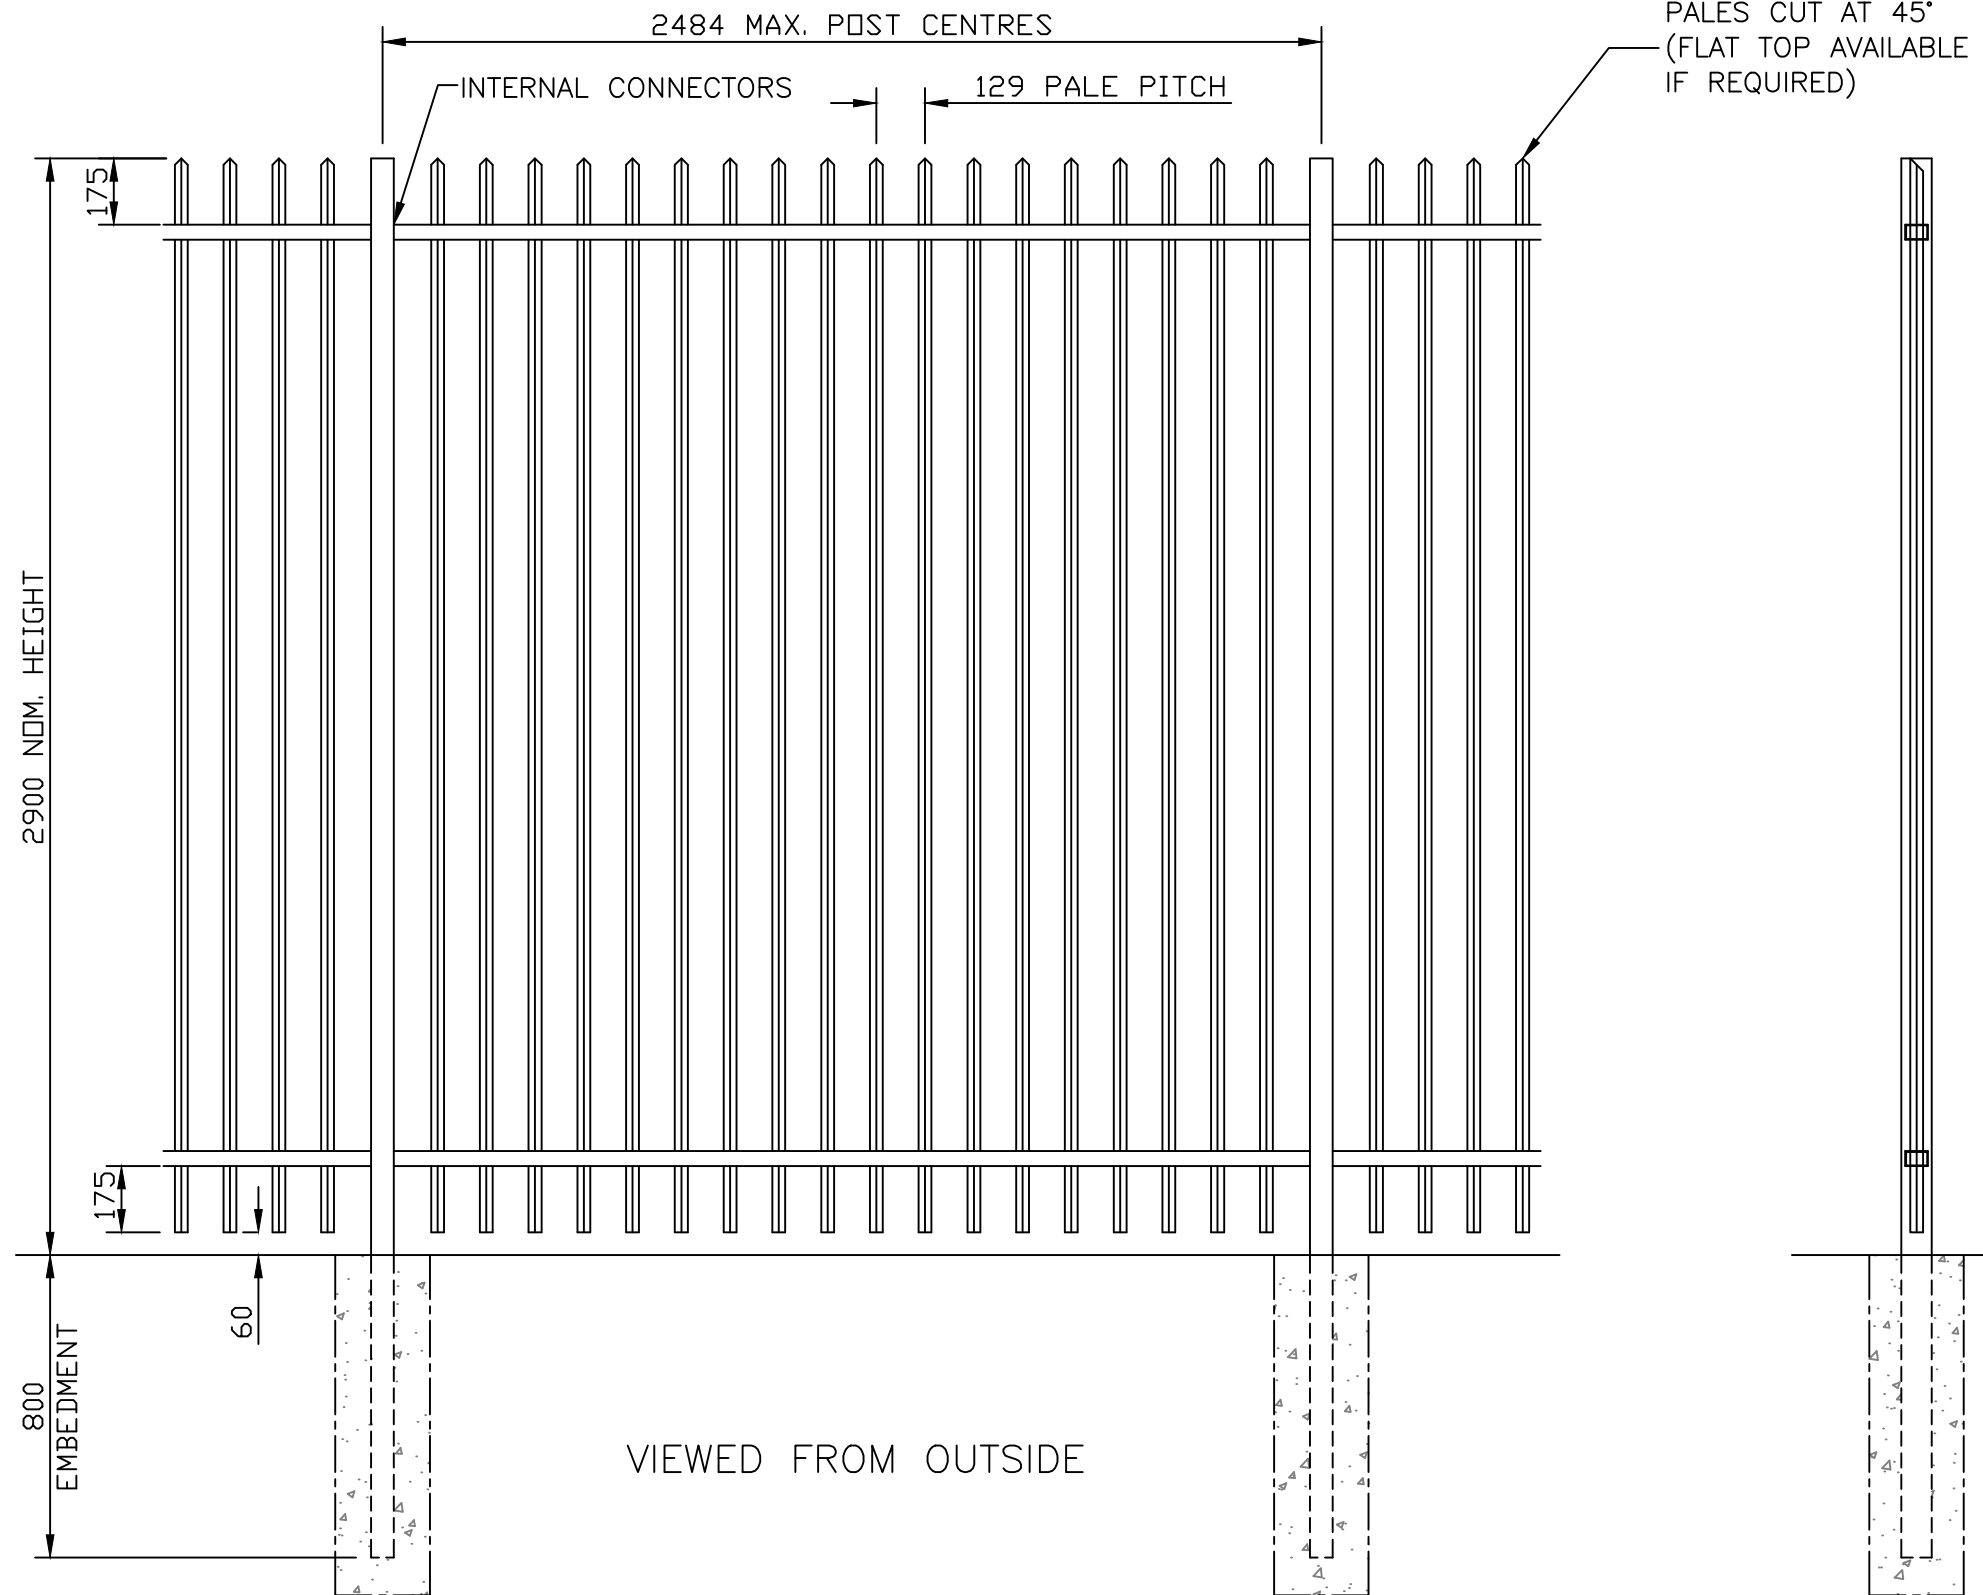 2484 MAX. POST CENTRES
PALES CUT AT 45°
(FLAT TOP AVAILABLE
IF REQUIRED)
INTERNAL CONNECTORS
129 PALE PITCH
175
2900 NOM. HEIGHT
175
60
800
EMBEDMENT
VIEWED FROM OUTSIDE